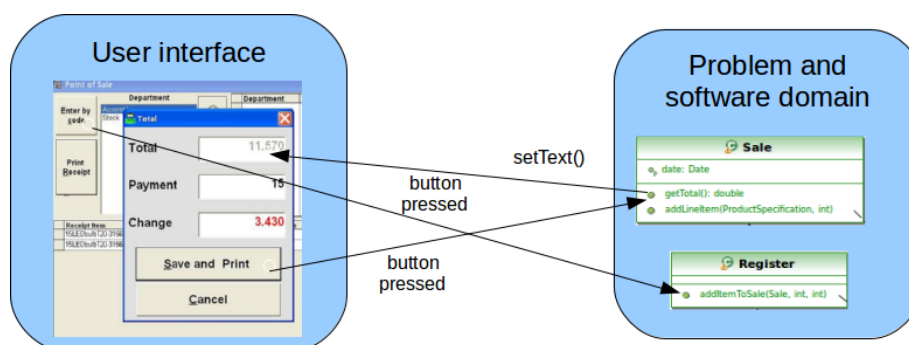 User interface
Point of Sale
Department
Department
Enter by
code
Stock
Print
Receipt
Total
Total
11.570
Payment
15
Change
3.430
Receipt Item
Save and Print
Cancel
setText()
button
pressed
button
pressed
Problem and
software domain
Sale
date: Date
getTotal(): double
addLineItem(ProductSpecification, int)
Register
addItemToSale(Sale, int, int)